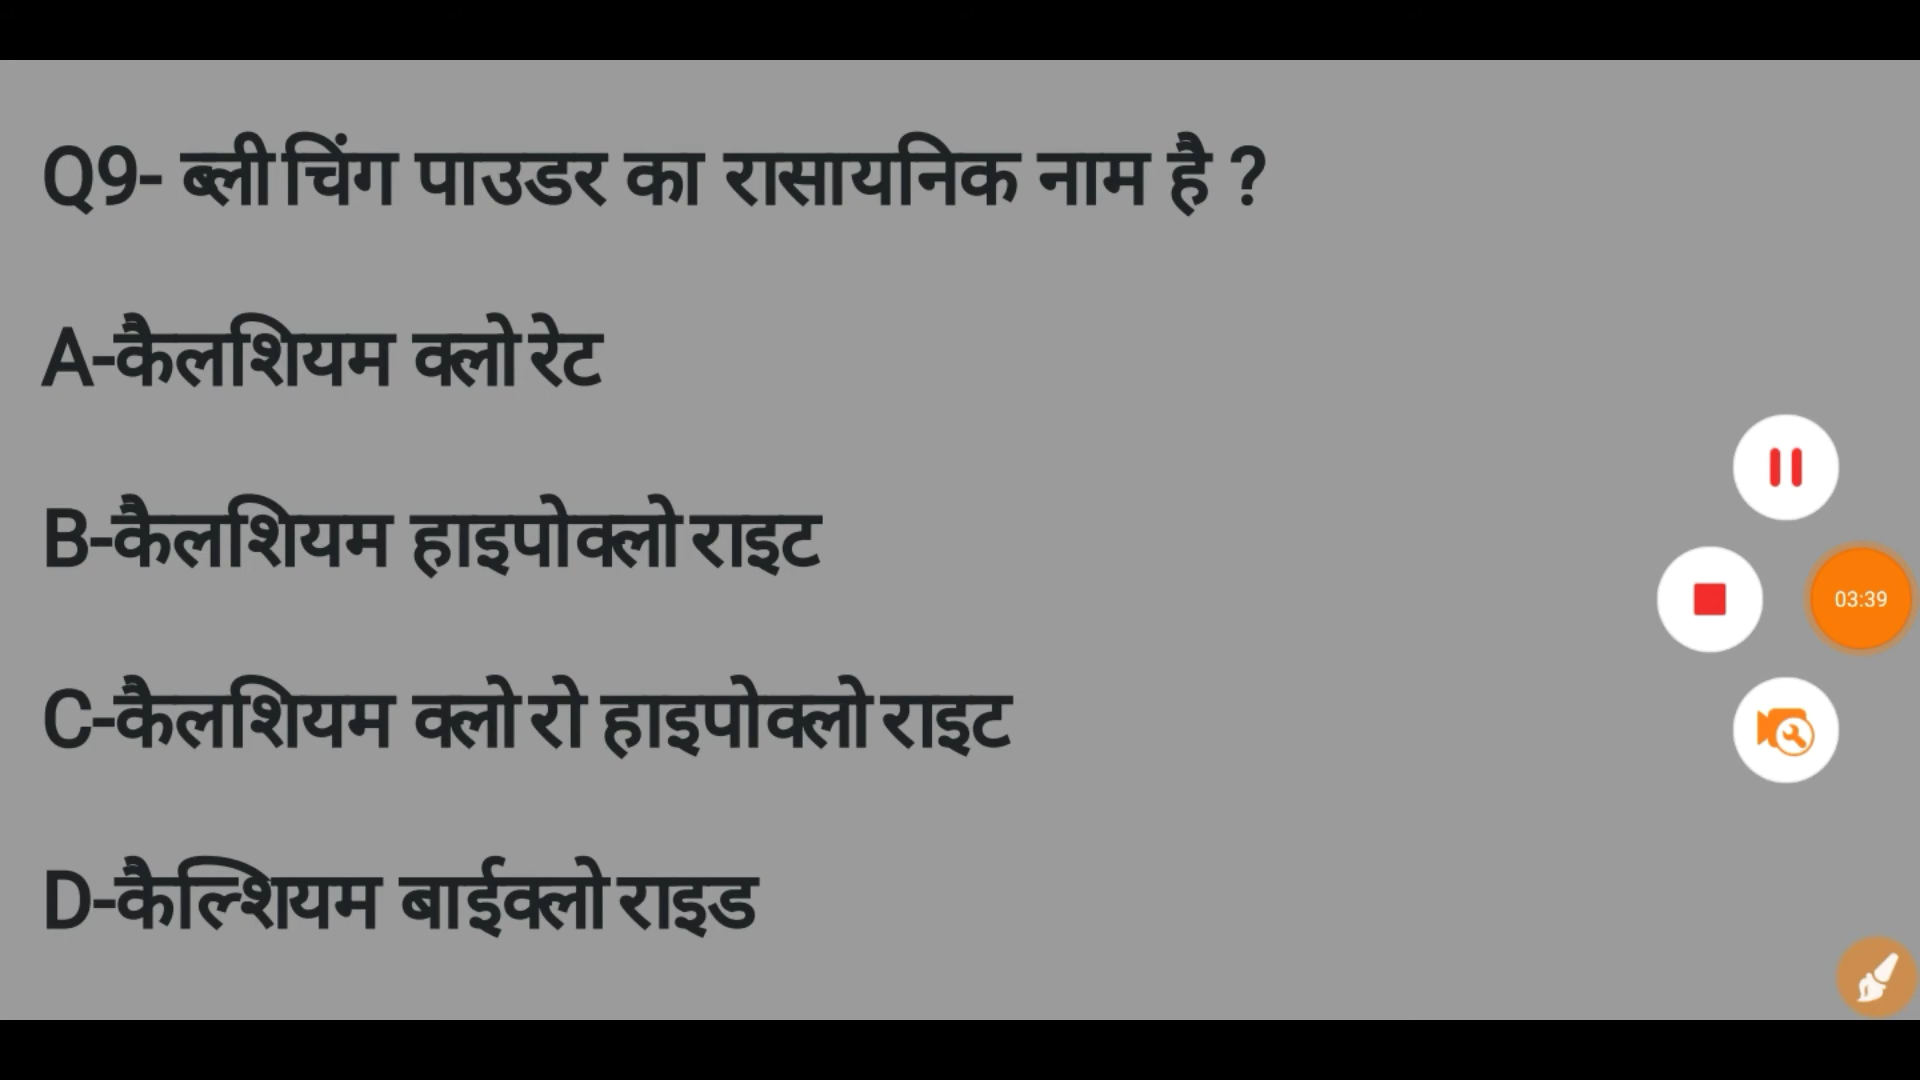 Q9- ब्लीचिंग पाउडर का रासायनिक नाम है ?
A-कैलशियम क्लोरेट
B-कैलशियम हाइपोक्लोराइट
C-कैलशियम क्लोरो हाइपोक्लोराइट
D-कैल्शियम बाईक्लोराइड
03:39